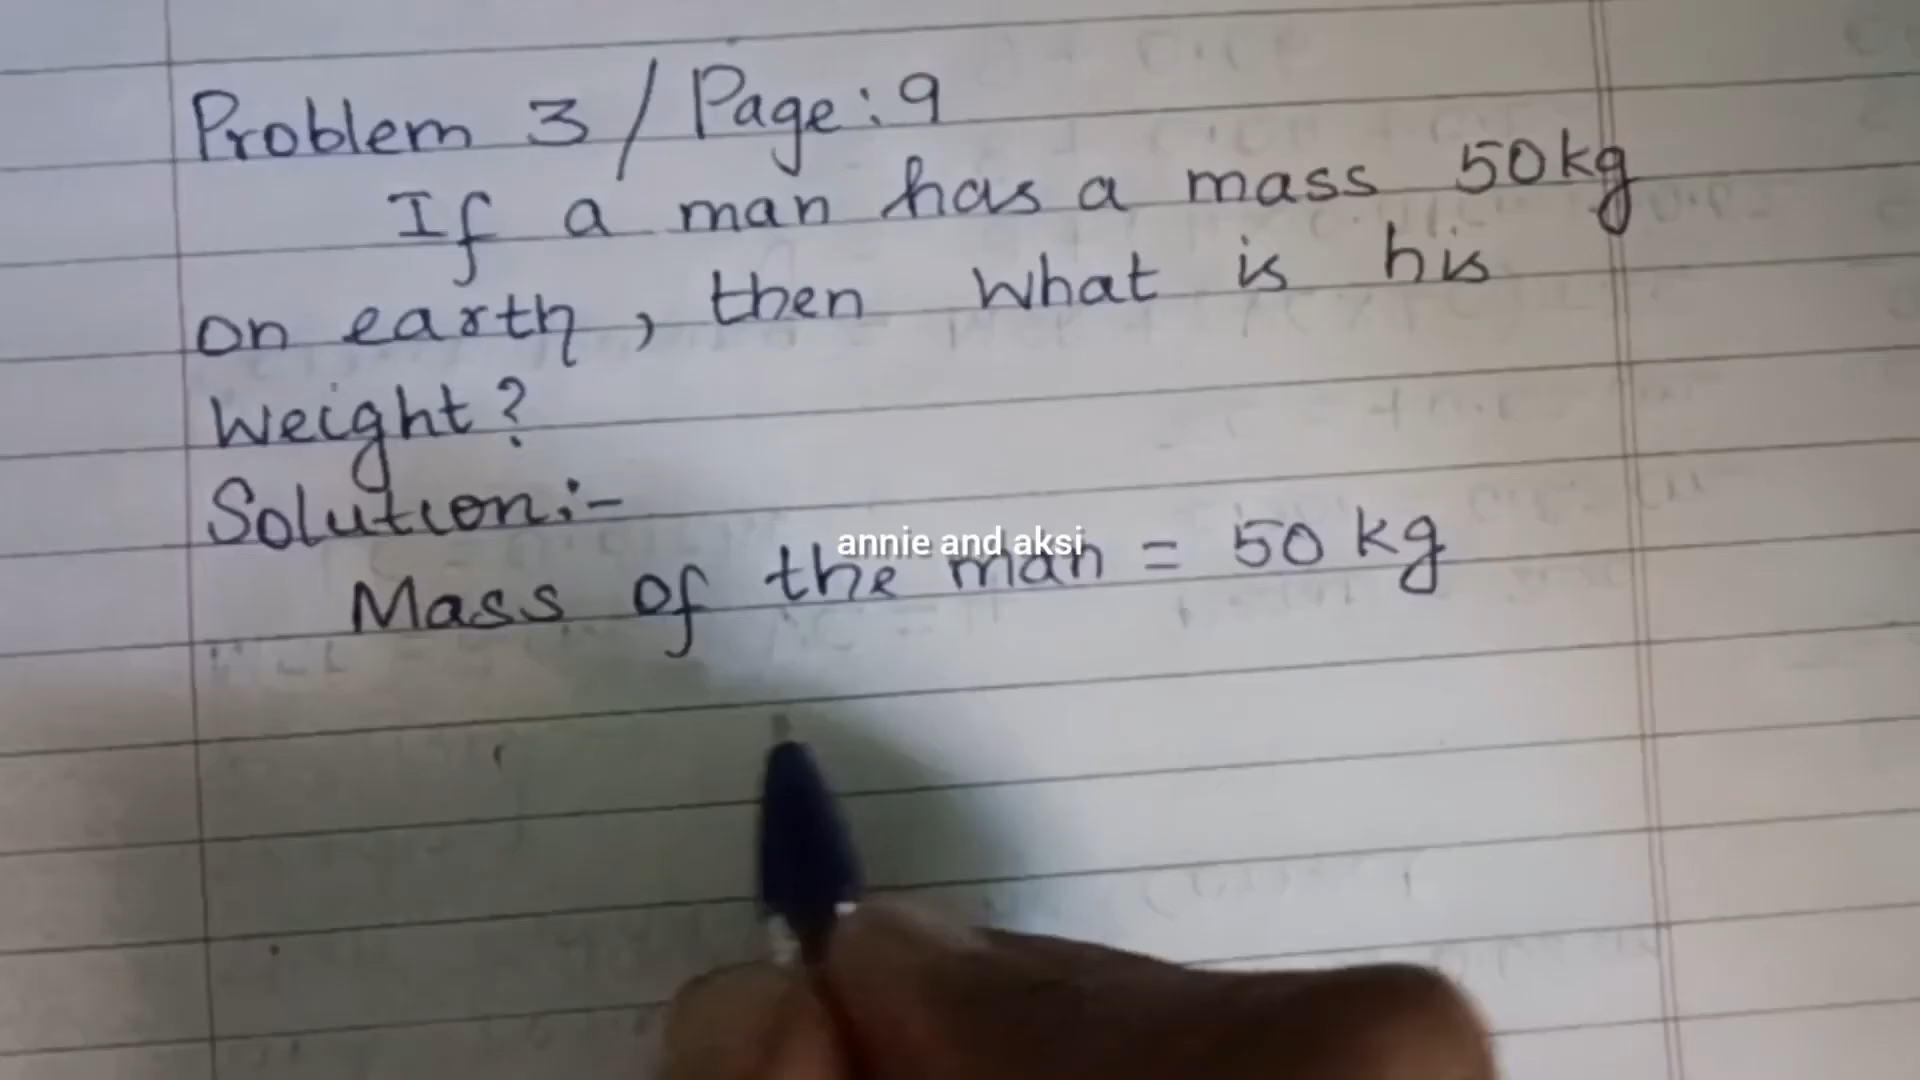 Problem 3 / Page: 9
If a man has a mass 50kg
on earth, then what is his
weight?
Solution:-
annie and aksi
Mass of the man = 50 kg